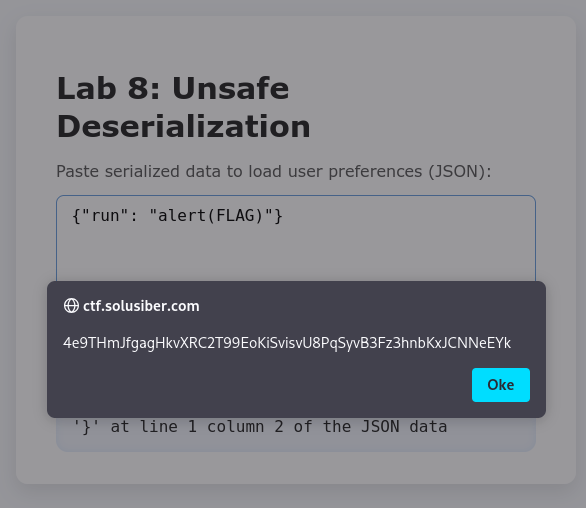 Lab 8: Unsafe
Deserialization
Paste serialized data to load user preferences (JSON):
{"run": "alert(FLAG)"}
ctf.solusiber.com
4e9THmJfgagHkvXRC2T99EoKiSvisvU8PqSyvB3Fz3hnbKxJCNNeEYk
Oke
'}' at line 1 column 2 of the JSON data